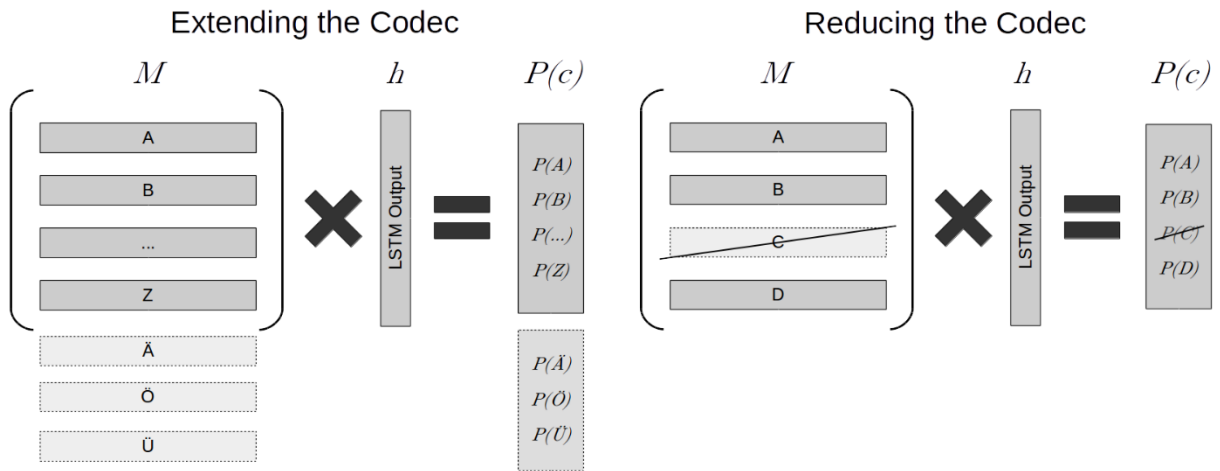 Extending the Codec
M h P(c)
A
B
...
Z
Ä
Ö
Ü
LSTM Output
P(A)
P(B)
P(...)
P(Z)
P(Ä)
P(Ö)
P(Ü)
Reducing the Codec
M h P(c)
A
B
C
D
LSTM Output
P(A)
P(B)
P(C)
P(D)